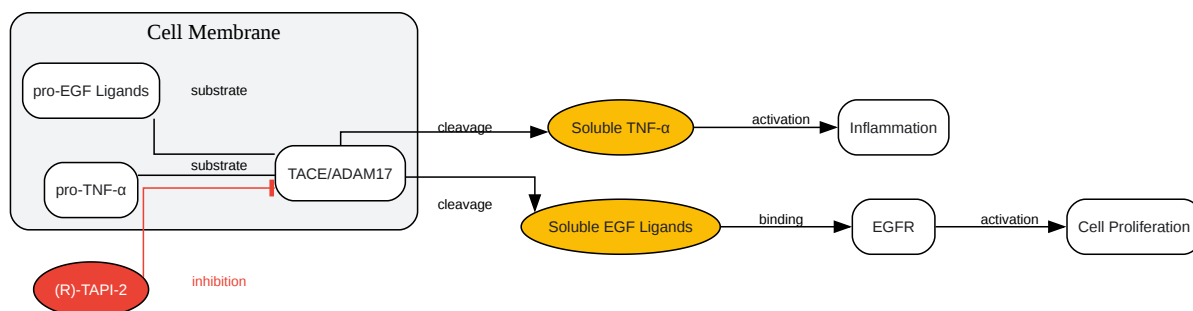 Cell Membrane
pro-EGF Ligands
substrate
cleavage
Soluble TNF-α
activation
Inflammation
substrate
TACE/ADAM17
pro-TNF-α
cleavage
Soluble EGF Ligands
binding
EGFR
activation
Cell Proliferation
(R)-TAPI-2
inhibition